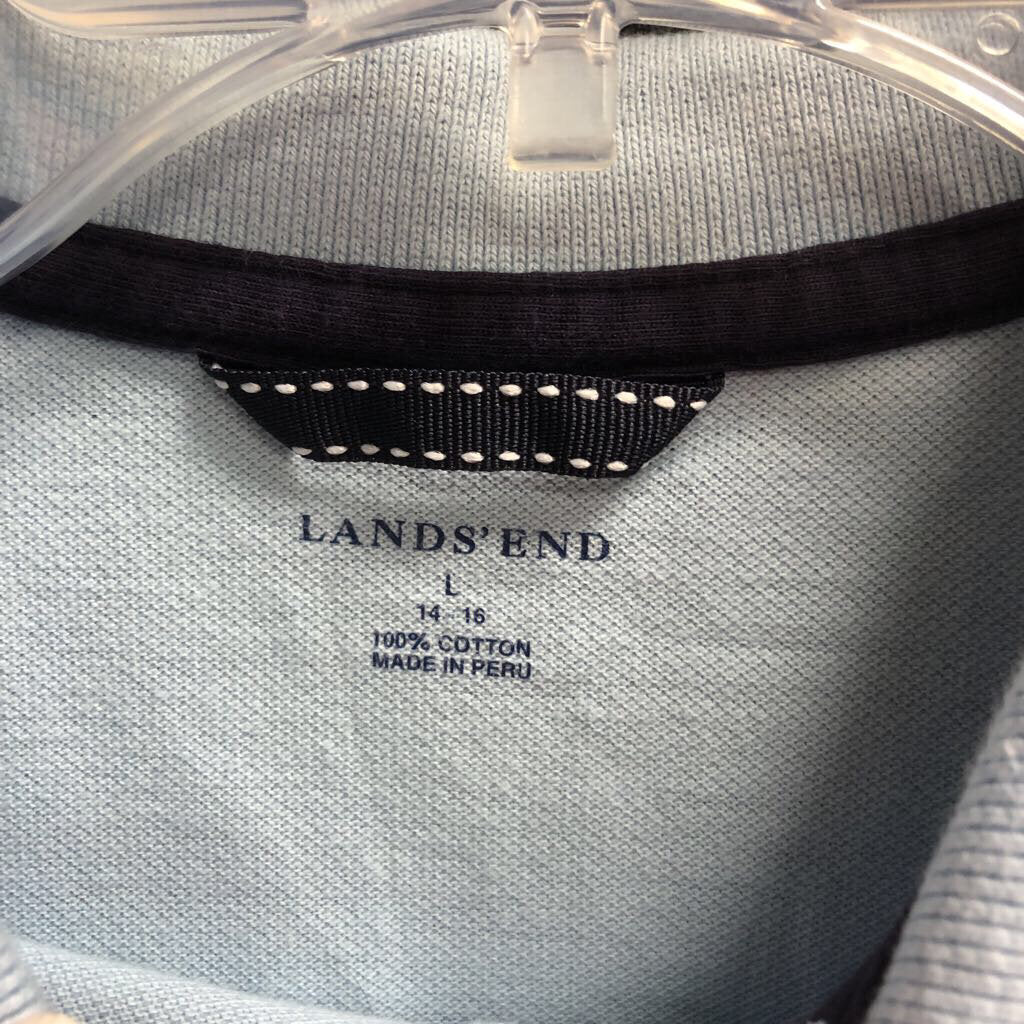 LANDS' END
L
14 - 16
100% COTTON
MADE IN PERU